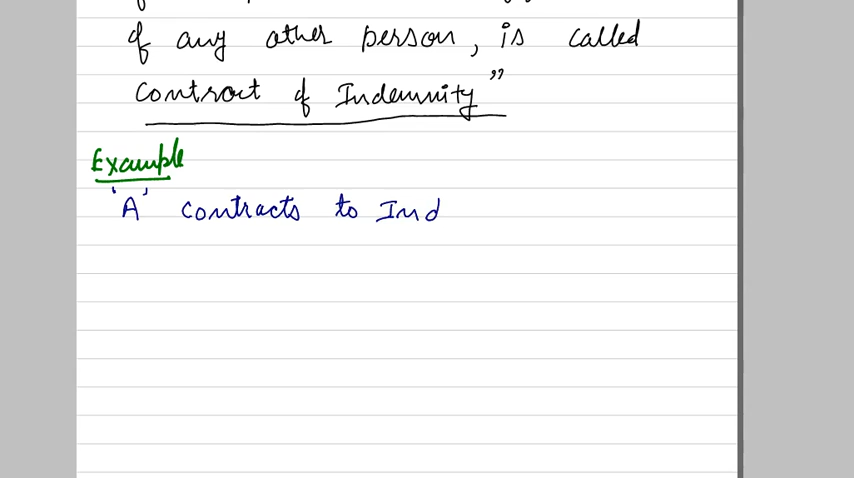 of any other person, is called
Contract of Indemnity”
Example
'A' contracts to Ind